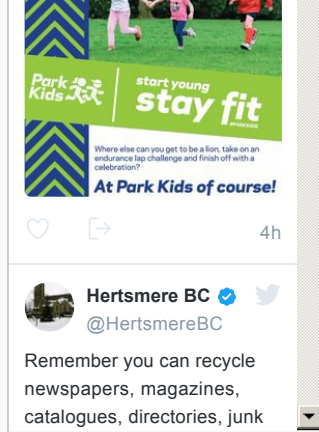 Park
Kids
start young
stay fit
#PARKKIDS
Where else can you get to be a lion, take on an
endurance lap challenge and finish off with a
celebration?
At Park Kids of course!
4h
Hertsmere BC
@HertsmereBC
Remember you can recycle
newspapers, magazines,
catalogues, directories, junk